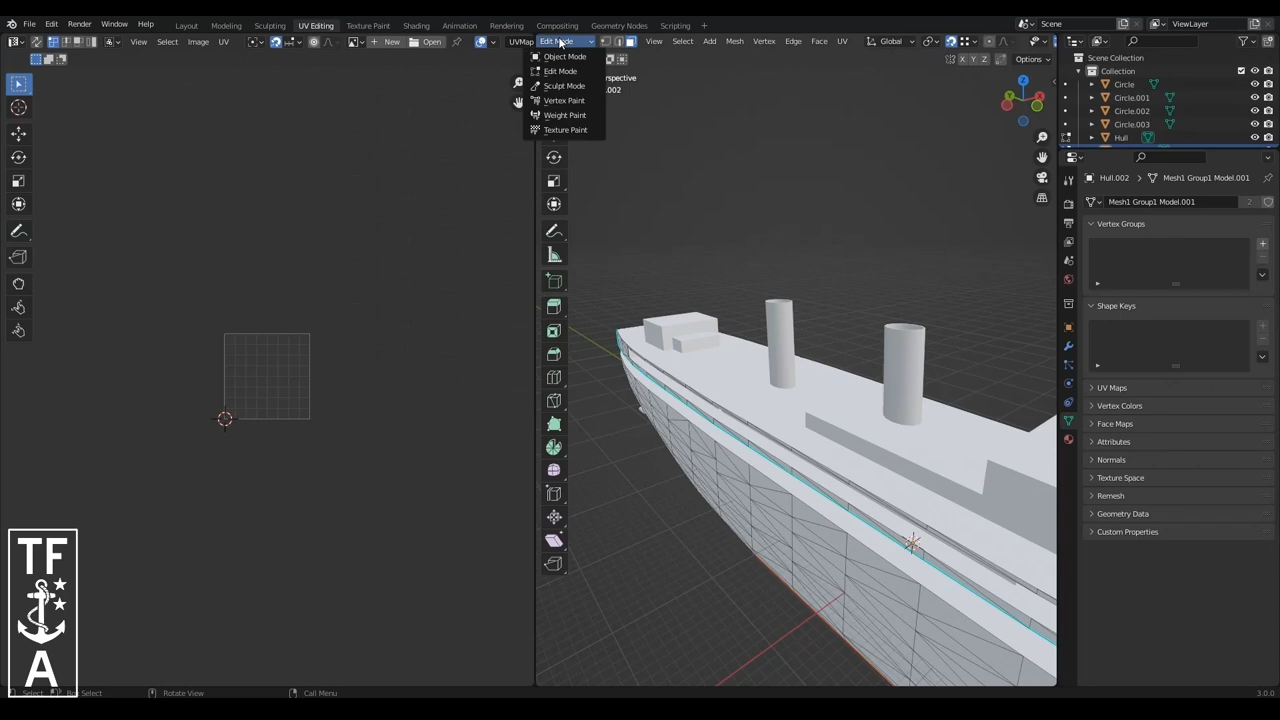 File Edit Render Window Help
Layout Modeling Sculpting UV Editing Texture Paint Shading Animation Rendering Compositing Geometry Nodes Scripting +
Scene
ViewLayer
View Select Image UV
New
Open
UVMap
Edit Mode
View Select Add Mesh Vertex Edge Face UV
Global
Object Mode
Edit Mode
Sculpt Mode
Vertex Paint
Weight Paint
Texture Paint
X Y Z
Options
spective
.002
Z
Y
X
Scene Collection
Collection
Circle
Circle.001
Circle.002
Circle.003
Hull
Hull.002 > Mesh1 Group1 Model.001
Mesh1 Group1 Model.001 2
Vertex Groups
Shape Keys
UV Maps
Vertex Colors
Face Maps
Attributes
Normals
Texture Space
Remesh
Geometry Data
Custom Properties
TF
A
Select
Box Select
Rotate View
Call Menu
3.0.0